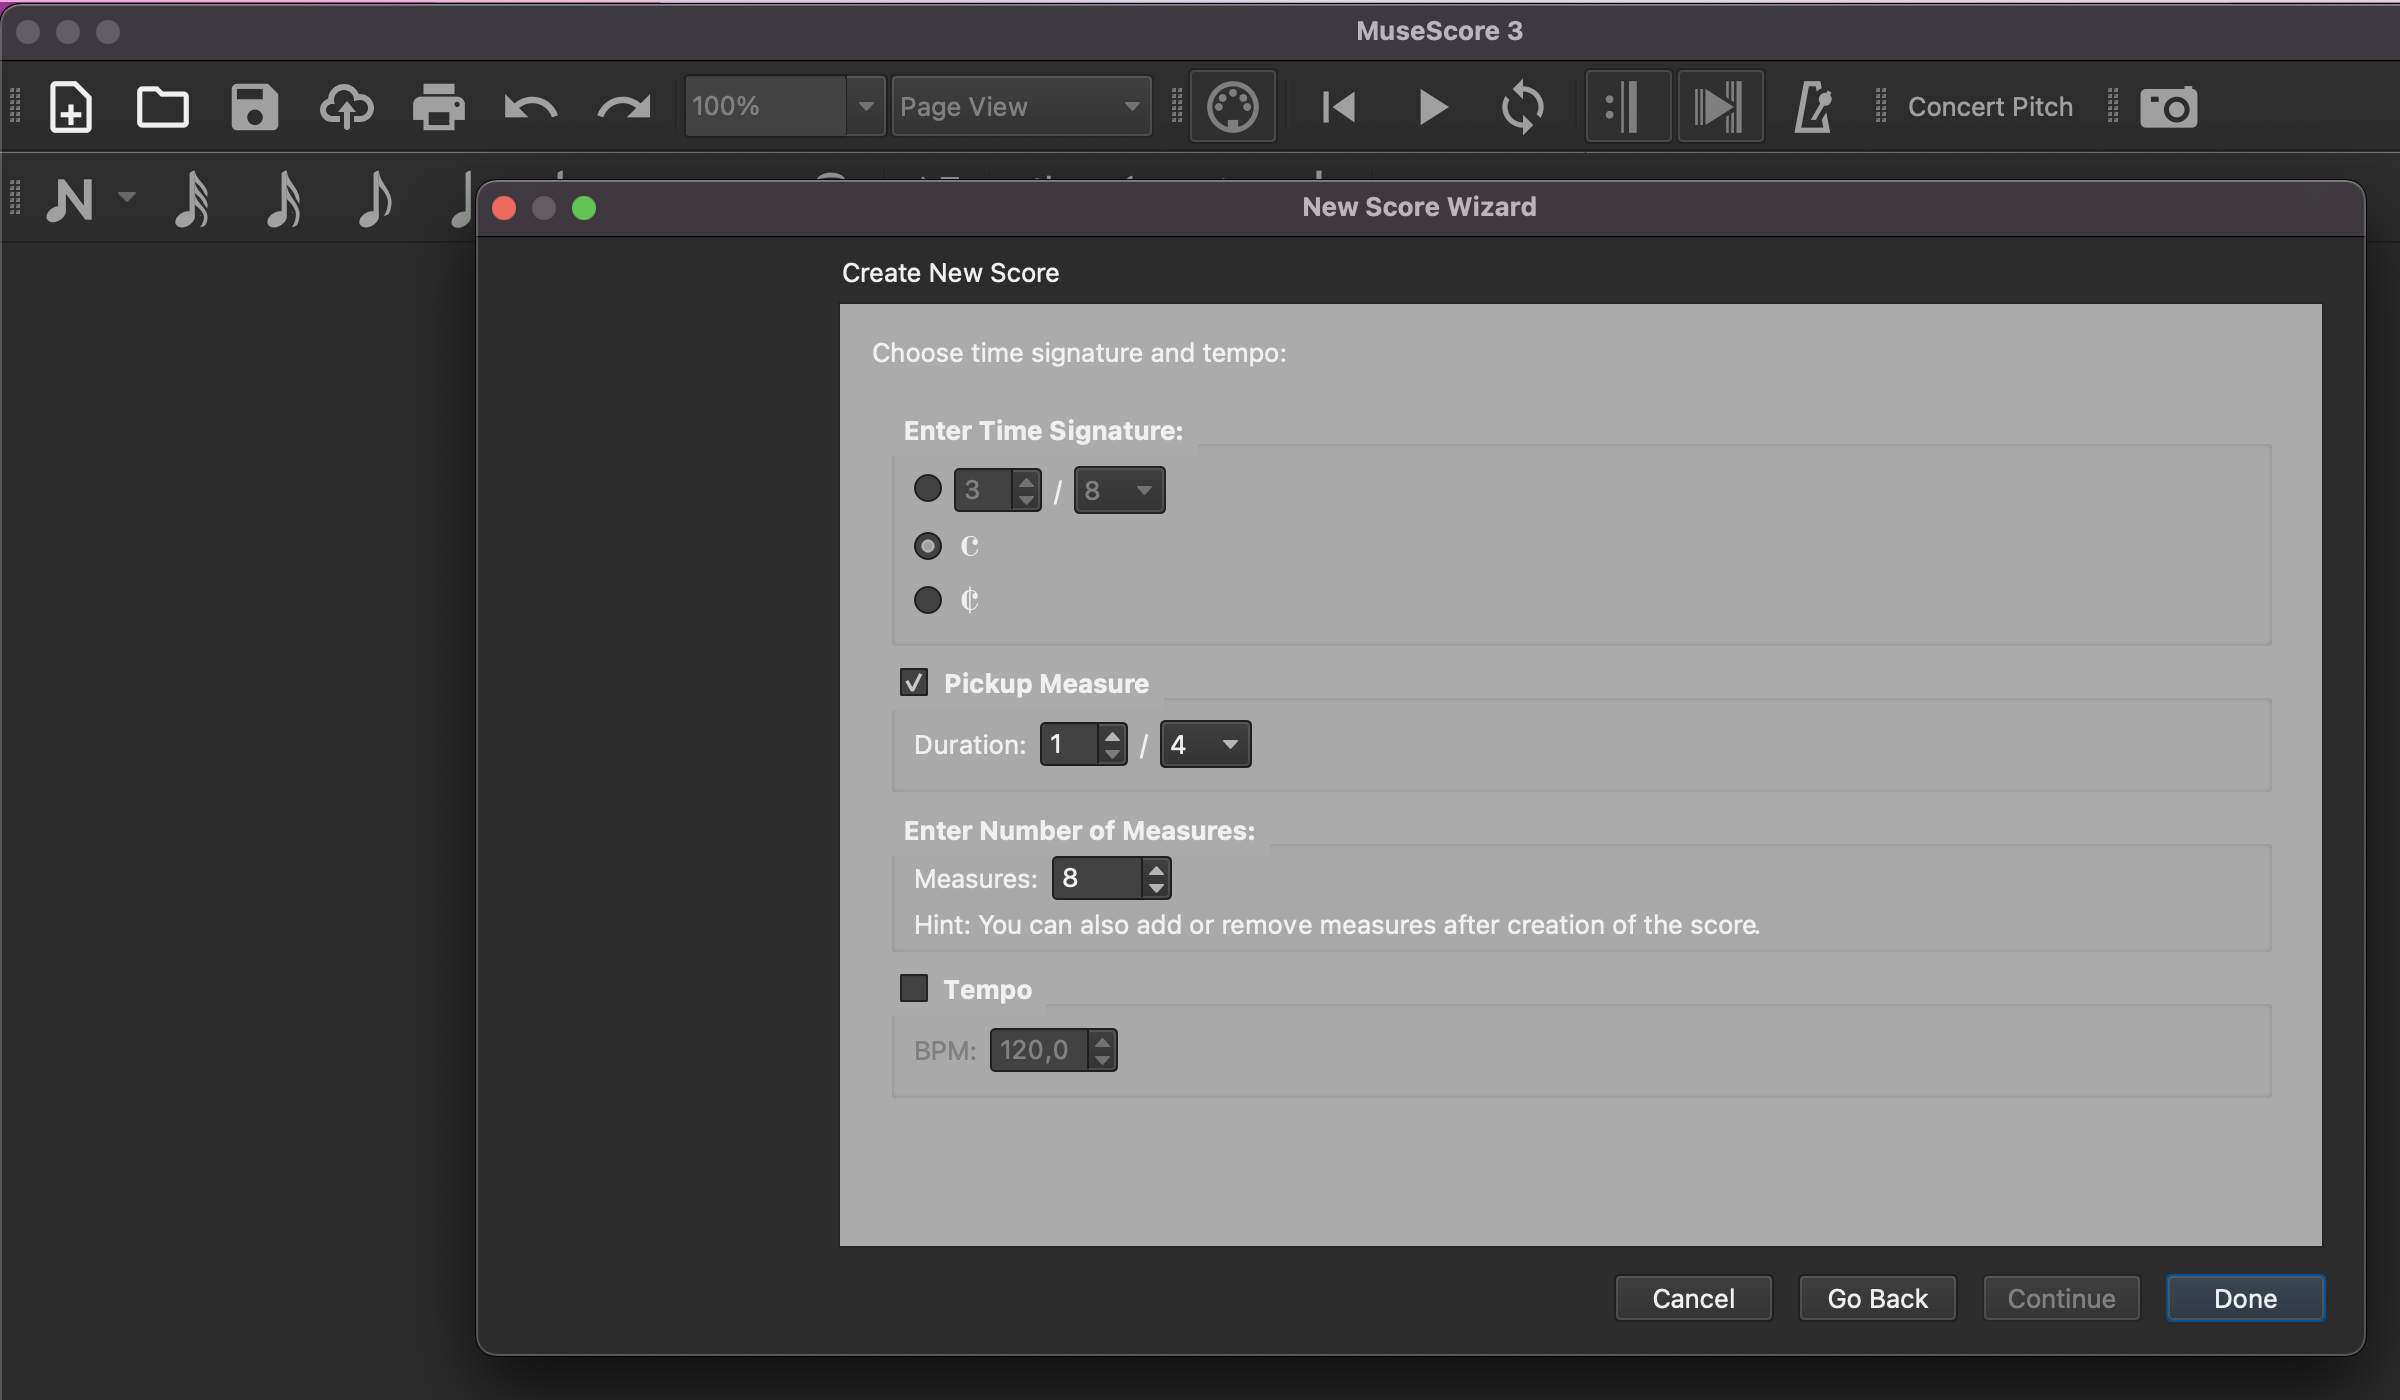 MuseScore 3
100% Page View Concert Pitch
New Score Wizard
Create New Score
Choose time signature and tempo:
Enter Time Signature:
3 / 8
Pickup Measure
Duration: 1 / 4
Enter Number of Measures:
Measures: 8
Hint: You can also add or remove measures after creation of the score.
Tempo
BPM: 120,0
Cancel Go Back Continue Done